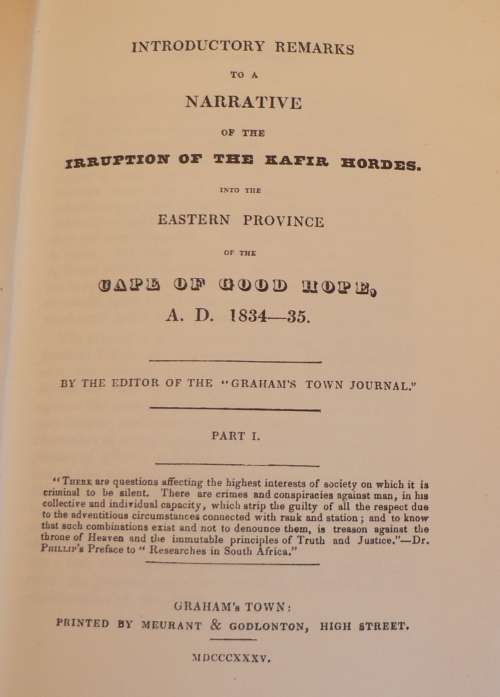 INTRODUCTORY REMARKS
TO A
NARRATIVE
OF THE
IRRUPTION OF THE KAFIR HORDES.
INTO THE
EASTERN PROVINCE
OF THE
CAPE OF GOOD HOPE,
A. D. 1834—35.
BY THE EDITOR OF THE "GRAHAM'S TOWN JOURNAL."
PART I.
"THERE are questions affecting the highest interests of society on which it is
criminal to be silent. There are crimes and conspiracies against man, in his
collective and individual capacity, which strip the guilty of all the respect due
to the adventitious circumstances connected with rank and station; and to know
that such combinations exist and not to denounce them, is treason against the
throne of Heaven and the immutable principles of Truth and Justice."—DR.
PHILLIP's Preface to "Researches in South Africa."
GRAHAM's TOWN:
PRINTED BY MEURANT & GODLONTON, HIGH STREET.
MDCCCXXXV.